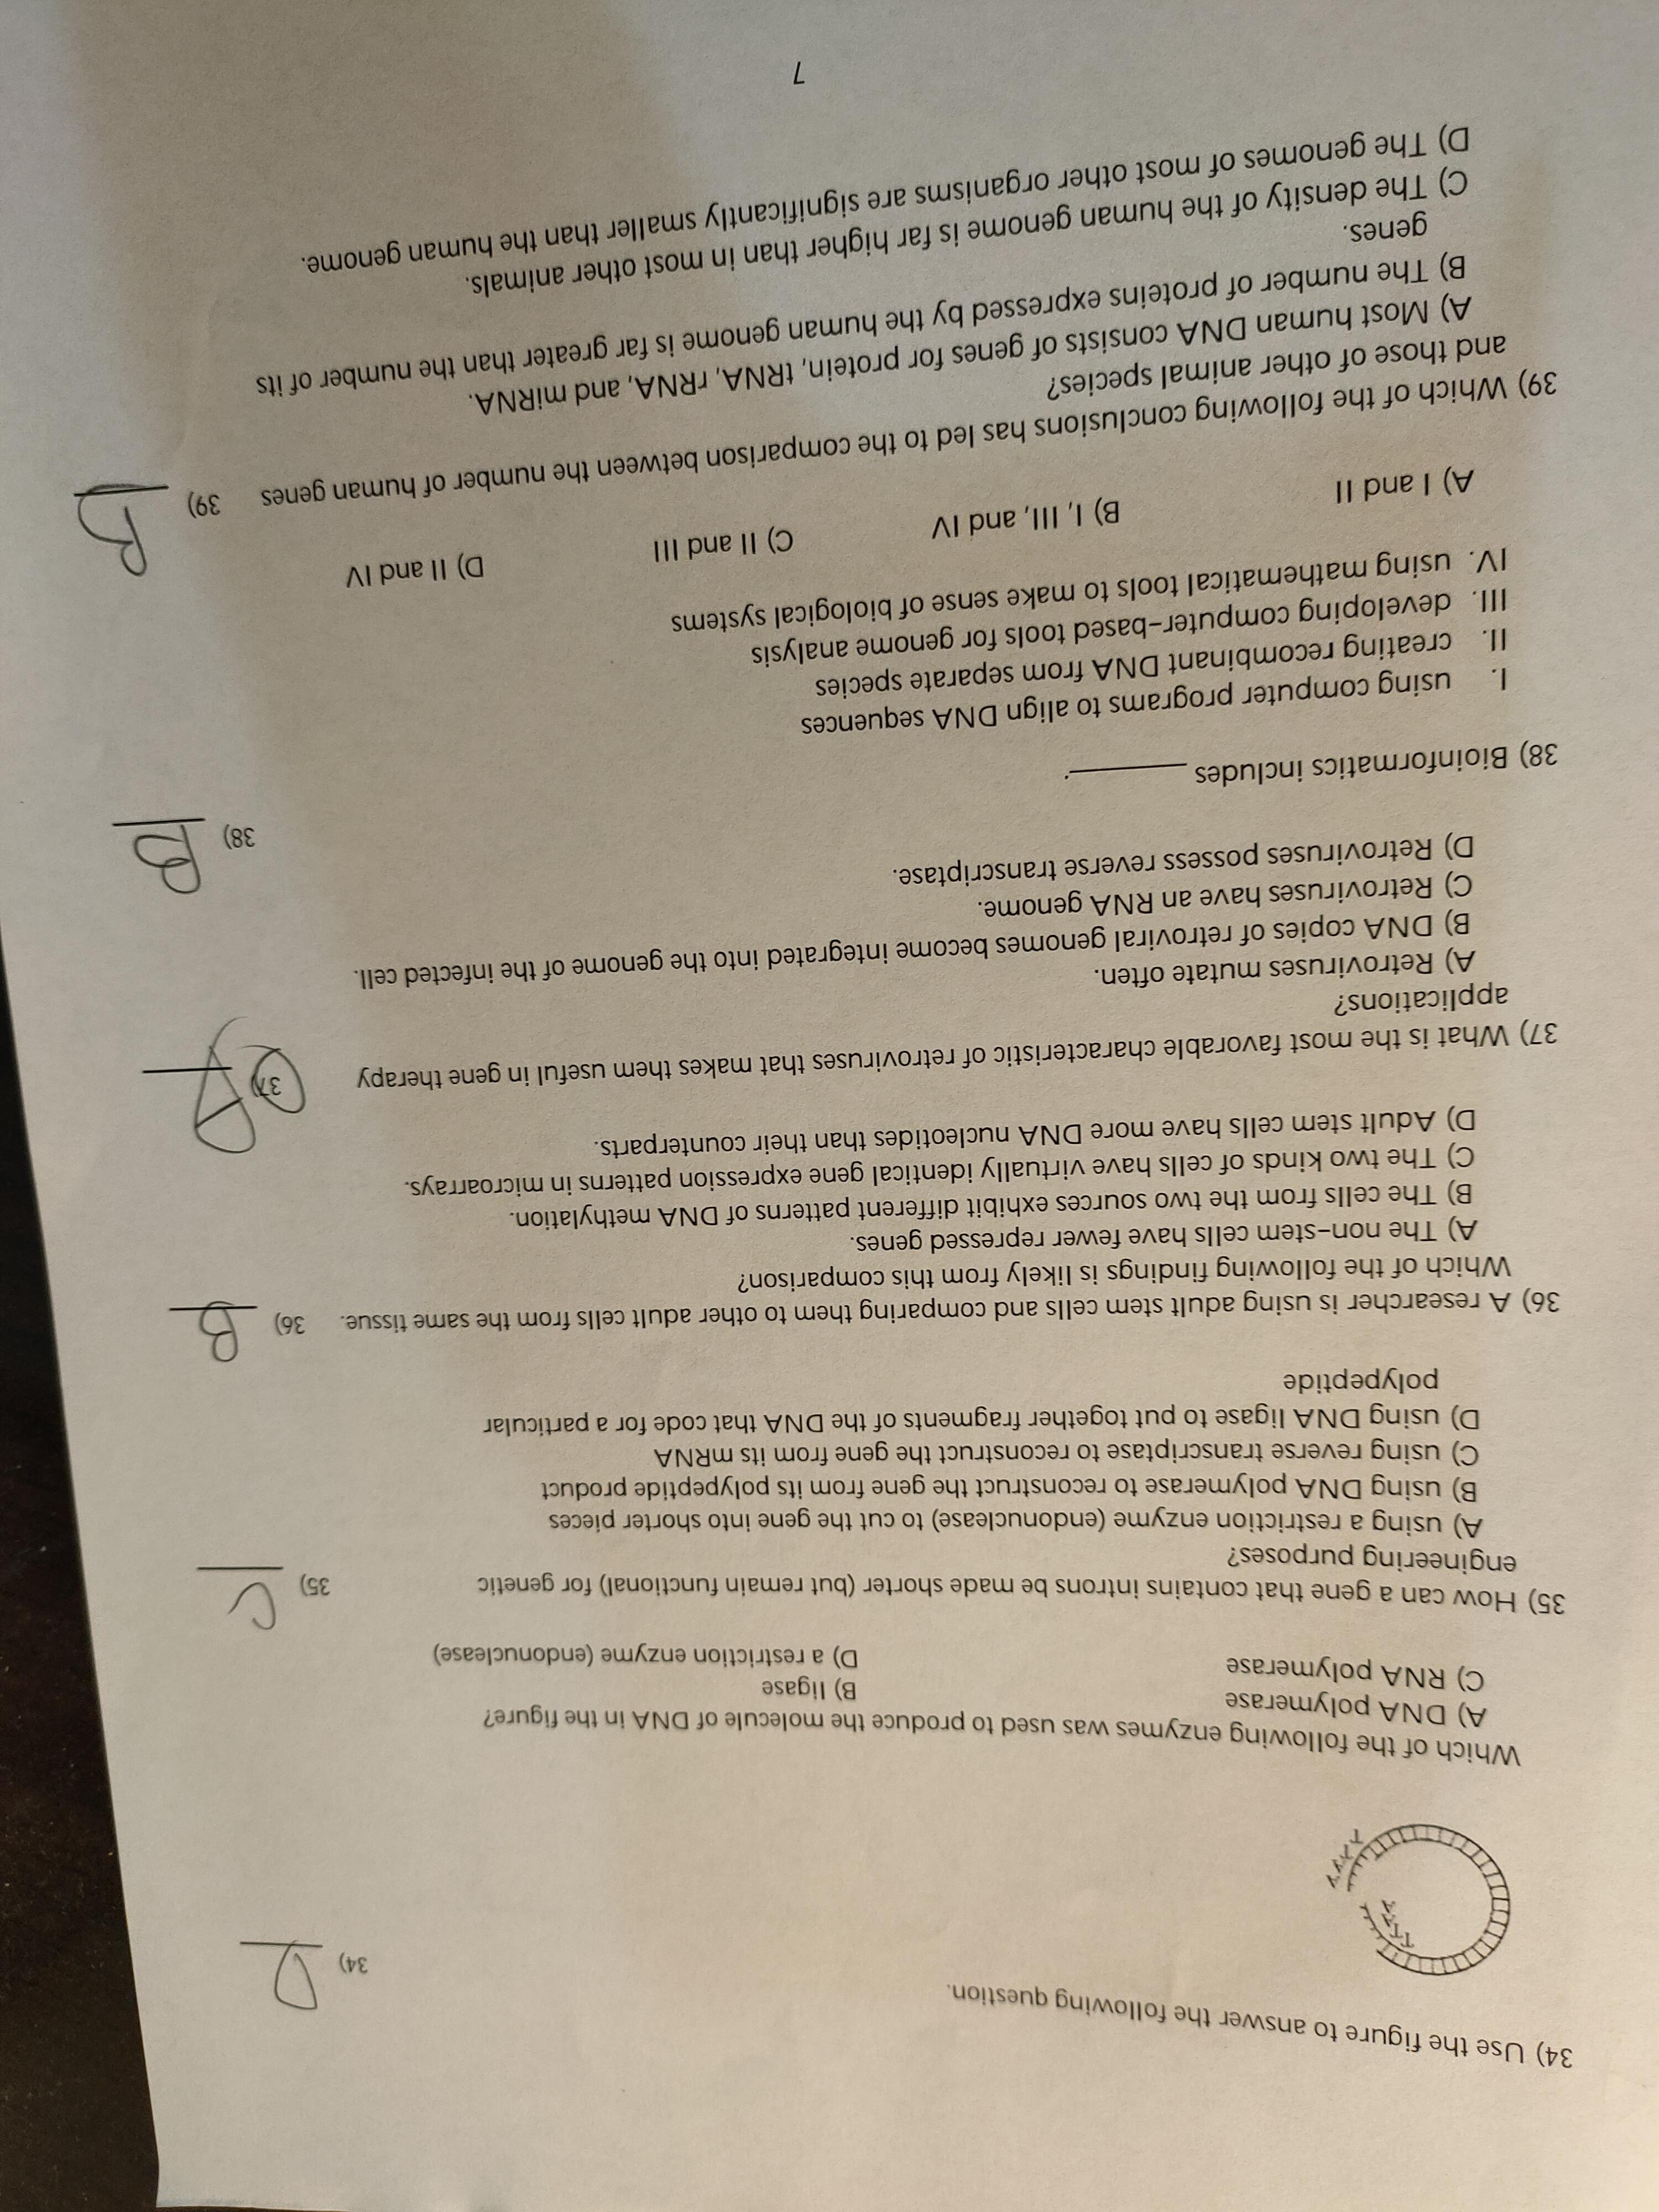 34) Use the figure to answer the following question.
34) D
T
T
A
A
A
A
T
T
Which of the following enzymes was used to produce the molecule of DNA in the figure?
A) DNA polymerase B) ligase
C) RNA polymerase D) a restriction enzyme (endonuclease)
35) How can a gene that contains introns be made shorter (but remain functional) for genetic 35) C
engineering purposes?
A) using a restriction enzyme (endonuclease) to cut the gene into shorter pieces
B) using DNA polymerase to reconstruct the gene from its polypeptide product
C) using reverse transcriptase to reconstruct the gene from its mRNA
D) using DNA ligase to put together fragments of the DNA that code for a particular
polypeptide
36) A researcher is using adult stem cells and comparing them to other adult cells from the same tissue. 36) B
Which of the following findings is likely from this comparison?
A) The non-stem cells have fewer repressed genes.
B) The cells from the two sources exhibit different patterns of DNA methylation.
C) The two kinds of cells have virtually identical gene expression patterns in microarrays.
D) Adult stem cells have more DNA nucleotides than their counterparts.
37) What is the most favorable characteristic of retroviruses that makes them useful in gene therapy 37)
applications?
A) Retroviruses mutate often.
B) DNA copies of retroviral genomes become integrated into the genome of the infected cell.
C) Retroviruses have an RNA genome.
D) Retroviruses possess reverse transcriptase.
38) B
38) Bioinformatics includes ________.
I. using computer programs to align DNA sequences
II. creating recombinant DNA from separate species
III. developing computer-based tools for genome analysis
IV. using mathematical tools to make sense of biological systems
A) I and II B) I, III, and IV C) II and III D) II and IV
39) Which of the following conclusions has led to the comparison between the number of human genes 39) B
and those of other animal species?
A) Most human DNA consists of genes for protein, tRNA, rRNA, and miRNA.
B) The number of proteins expressed by the human genome is far greater than the number of its
genes.
C) The density of the human genome is far higher than in most other animals.
D) The genomes of most other organisms are significantly smaller than the human genome.
7